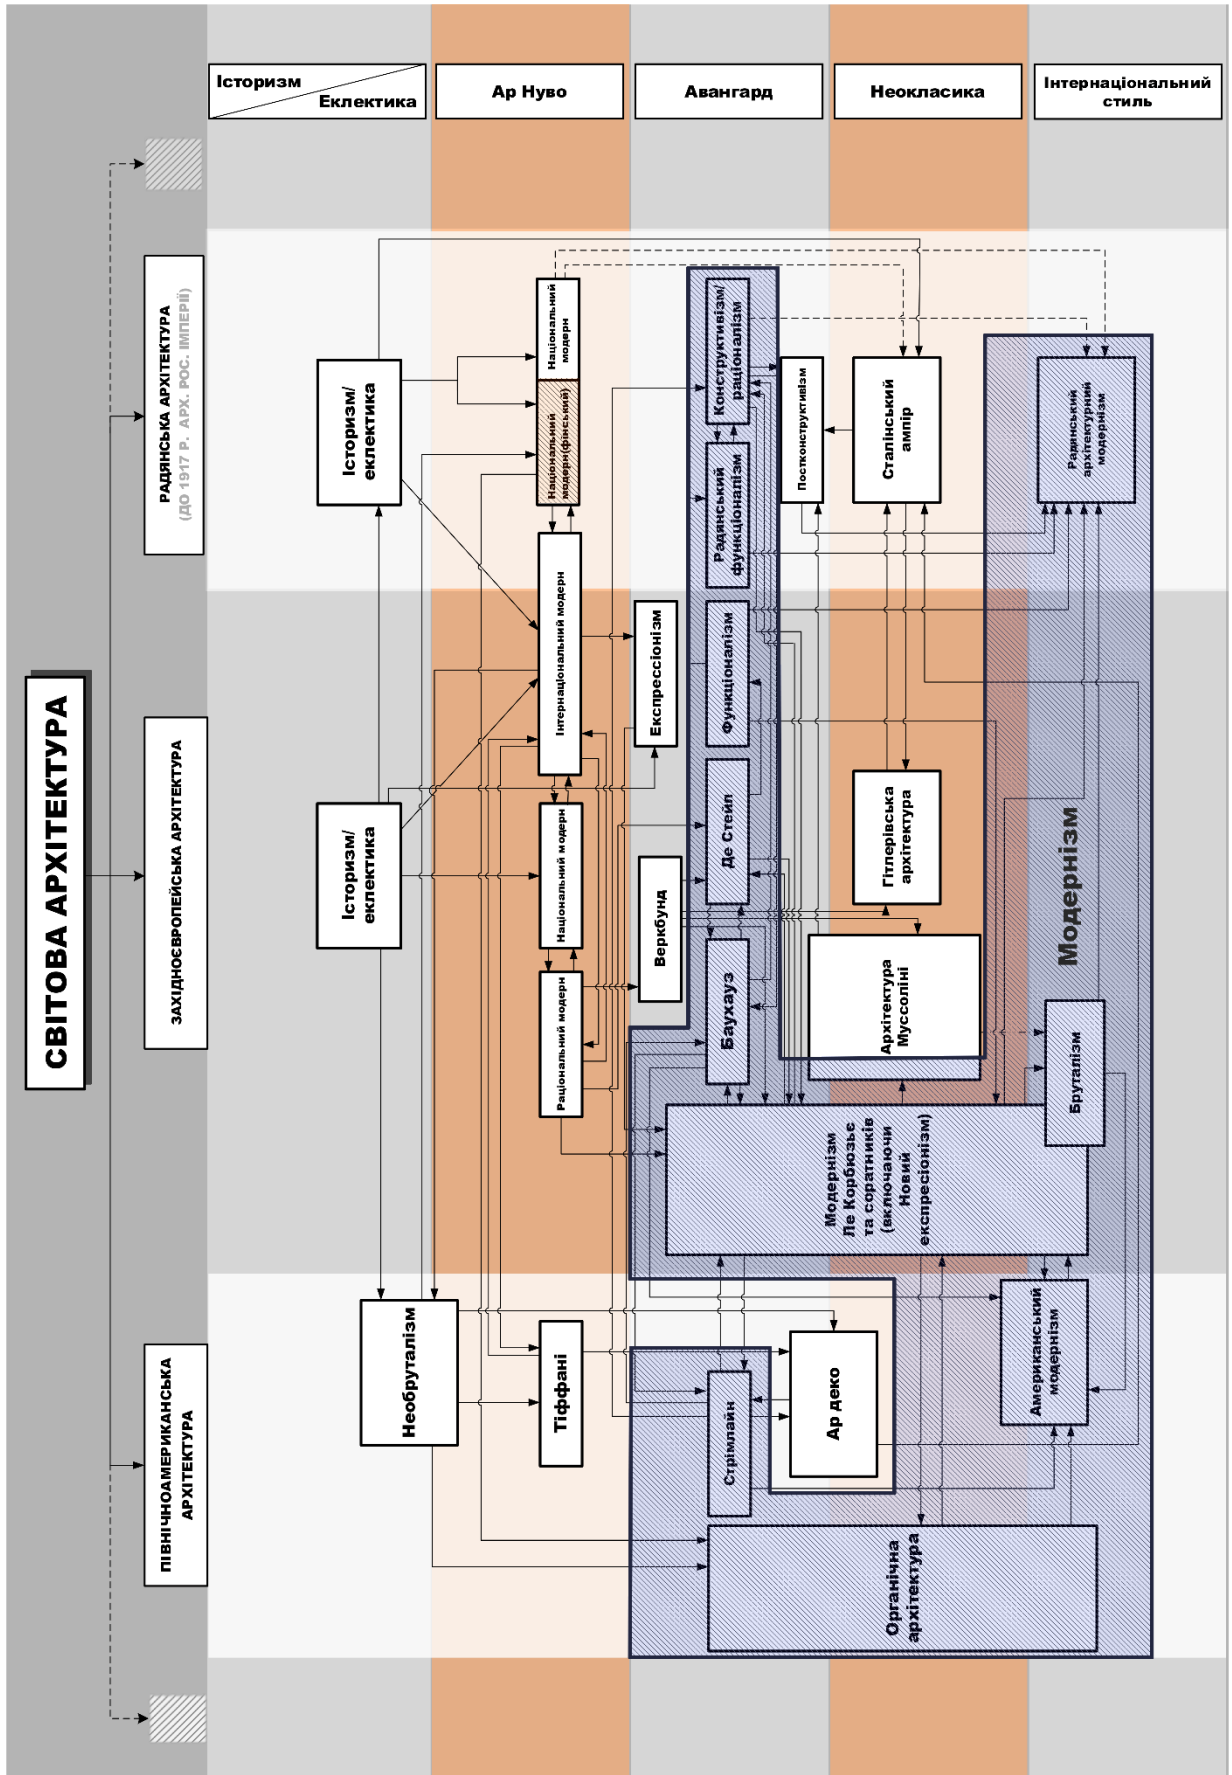 Історизм
Еклектика
Ар Нуво
Авангард
Неокласика
Інтернаціональний
стиль
СВІТОВА АРХІТЕКТУРА
РАДЯНСЬКА АРХІТЕКТУРА
(ДО 1917 Р. АРХ. РОС. ІМПЕРІЇ)
Історизм/
еклектика
Національний
модерн
Національний
модерн(фінський)
Конструктивізм/
раціоналізм
Радянський
функціоналізм
Постконструктивізм
Сталінський
ампір
Радянський
архітектурний
модернізм
ЗАХІДНОЄВРОПЕЙСЬКА АРХІТЕКТУРА
Історизм/
еклектика
Інтернаціональний модерн
Національний модерн
Раціональний модерн
Експрессіонізм
Веркбунд
Функціоналізм
Де Стейл
Баухауз
Гітлерівська
архітектура
Архітектура
Муссоліні
Модернізм
Бруталізм
Модернізм
Ле Корбюзьє
та соратників
(включаючи
Новий
експресіонізм)
ПІВНІЧНОАМЕРИКАНСЬКА
АРХІТЕКТУРА
Необруталізм
Тіффані
Стрімлайн
Ар деко
Американський
модернізм
Органічна
архітектура